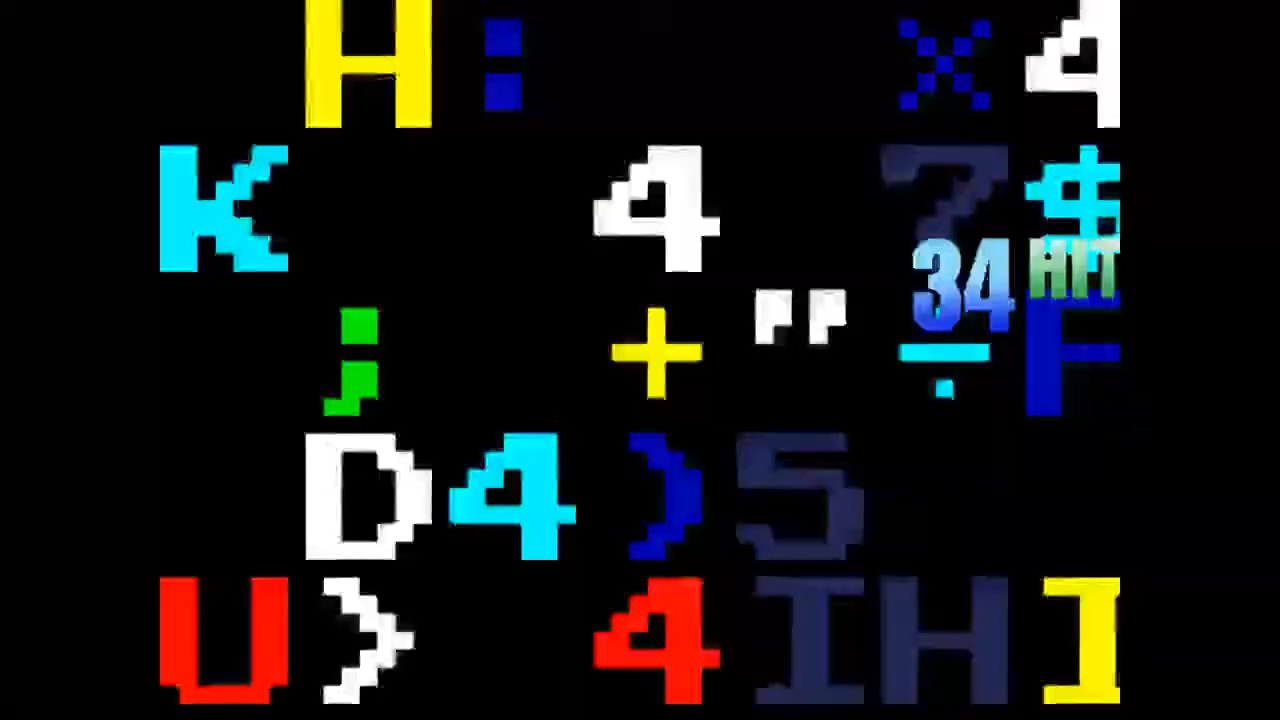 H : × 4
K 4 7 $
34 HIT
; + " ÷ F
D 4 ) 5
U > 4 I H I